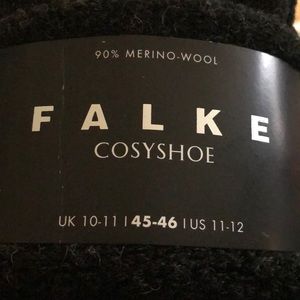 90% MERINO-WOOL
FALKE
COSYSHOE
UK 10-11 | 45-46 | US 11-12